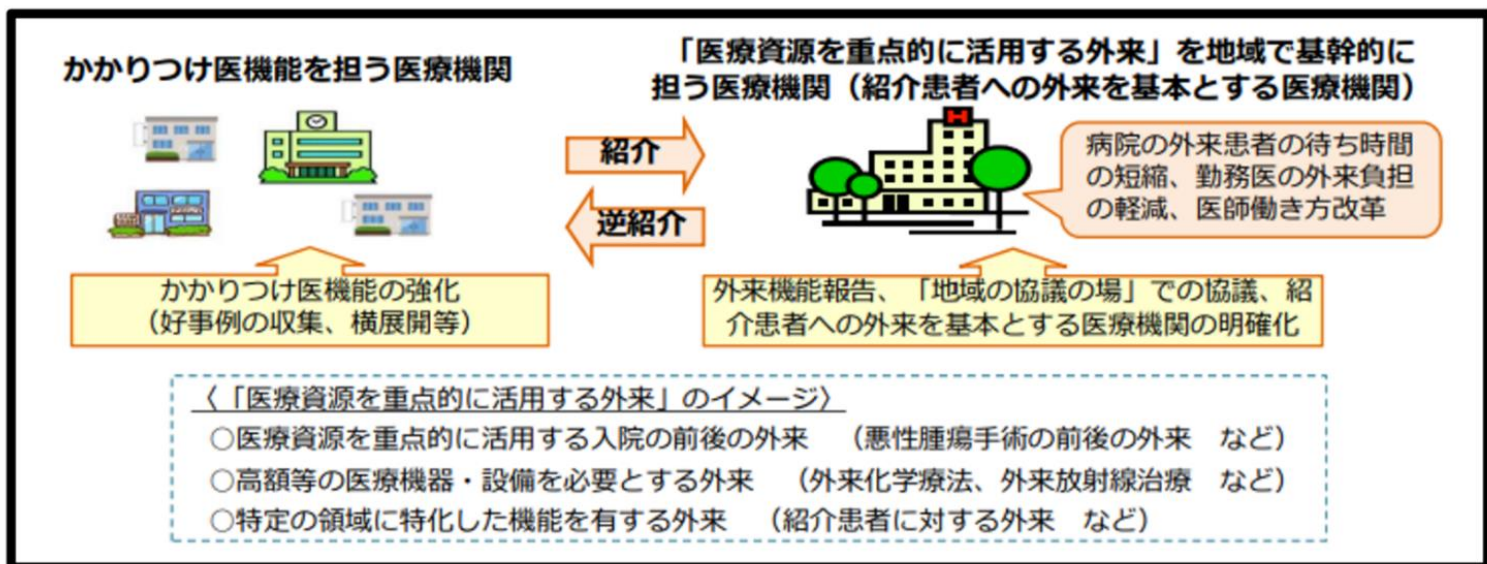 かかりつけ医機能を担う医療機関
「医療資源を重点的に活用する外来」を地域で基幹的に
担う医療機関（紹介患者への外来を基本とする医療機関）
H
紹介
逆紹介
病院の外来患者の待ち時間
の短縮、勤務医の外来負担
の軽減、医師働き方改革
かかりつけ医機能の強化
（好事例の収集、横展開等）
外来機能報告、「地域の協議の場」での協議、紹
介患者への外来を基本とする医療機関の明確化
〈「医療資源を重点的に活用する外来」のイメージ〉
○医療資源を重点的に活用する入院の前後の外来　（悪性腫瘍手術の前後の外来　など）
○高額等の医療機器・設備を必要とする外来　（外来化学療法、外来放射線治療　など）
○特定の領域に特化した機能を有する外来　（紹介患者に対する外来　など）